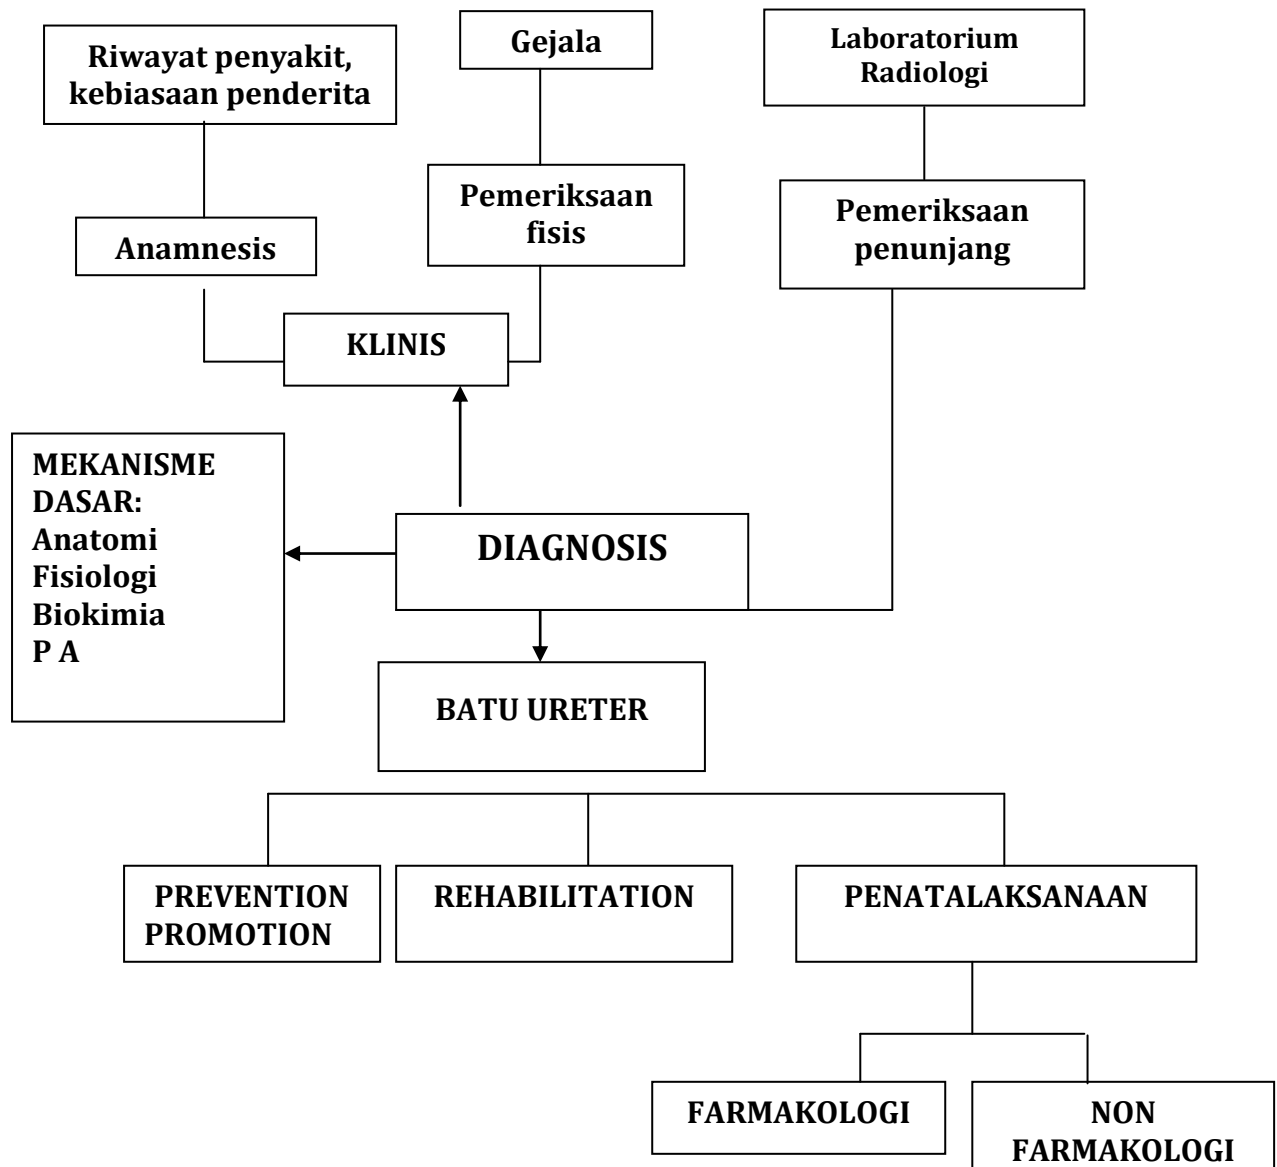 Riwayat penyakit,
kebiasaan penderita
Gejala
Laboratorium
Radiologi
Anamnesis
Pemeriksaan
fisis
Pemeriksaan
penunjang
KLINIS
MEKANISME
DASAR:
Anatomi
Fisiologi
Biokimia
P A
DIAGNOSIS
BATU URETER
PREVENTION
PROMOTION
REHABILITATION
PENATALAKSANAAN
FARMAKOLOGI
NON
FARMAKOLOGI